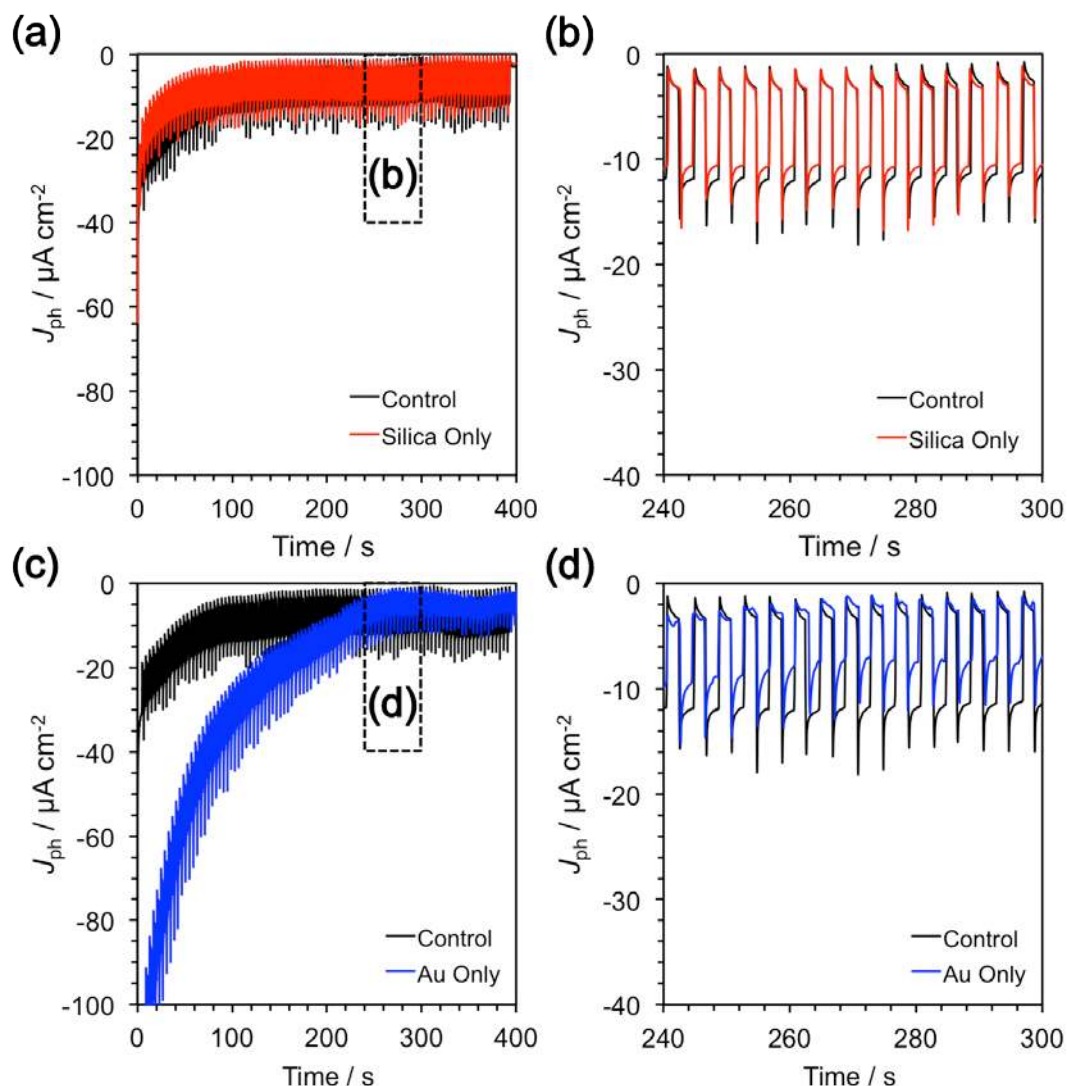 (a)
0
-20
-40
-60
-80
-100
J_ph / µA cm⁻²
(b)
Control
Silica Only
0 100 200 300 400
Time / s
(b)
0
-10
-20
-30
-40
J_ph / µA cm⁻²
Control
Silica Only
240 260 280 300
Time / s
(c)
0
-20
-40
-60
-80
-100
J_ph / µA cm⁻²
(d)
Control
Au Only
0 100 200 300 400
Time / s
(d)
0
-10
-20
-30
-40
J_ph / µA cm⁻²
Control
Au Only
240 260 280 300
Time / s